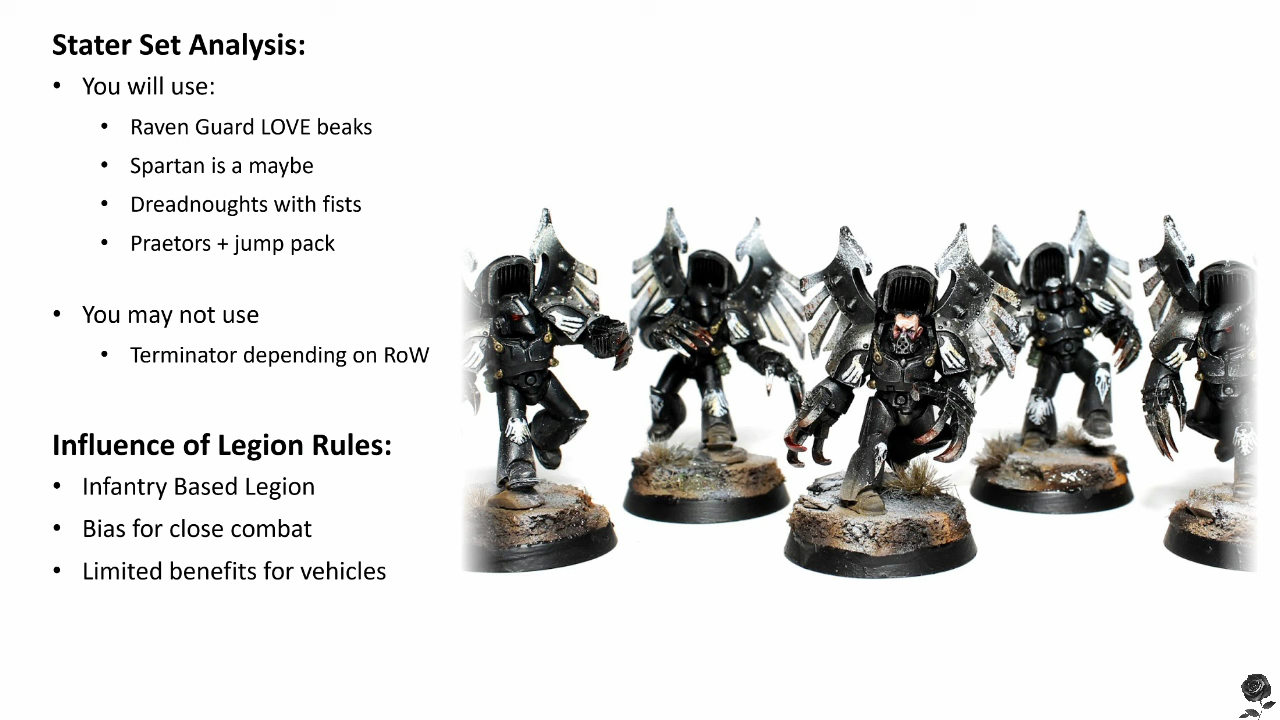 Stater Set Analysis:
• You will use:
• Raven Guard LOVE beaks
• Spartan is a maybe
• Dreadnoughts with fists
• Praetors + jump pack
• You may not use
• Terminator depending on RoW
Influence of Legion Rules:
• Infantry Based Legion
• Bias for close combat
• Limited benefits for vehicles